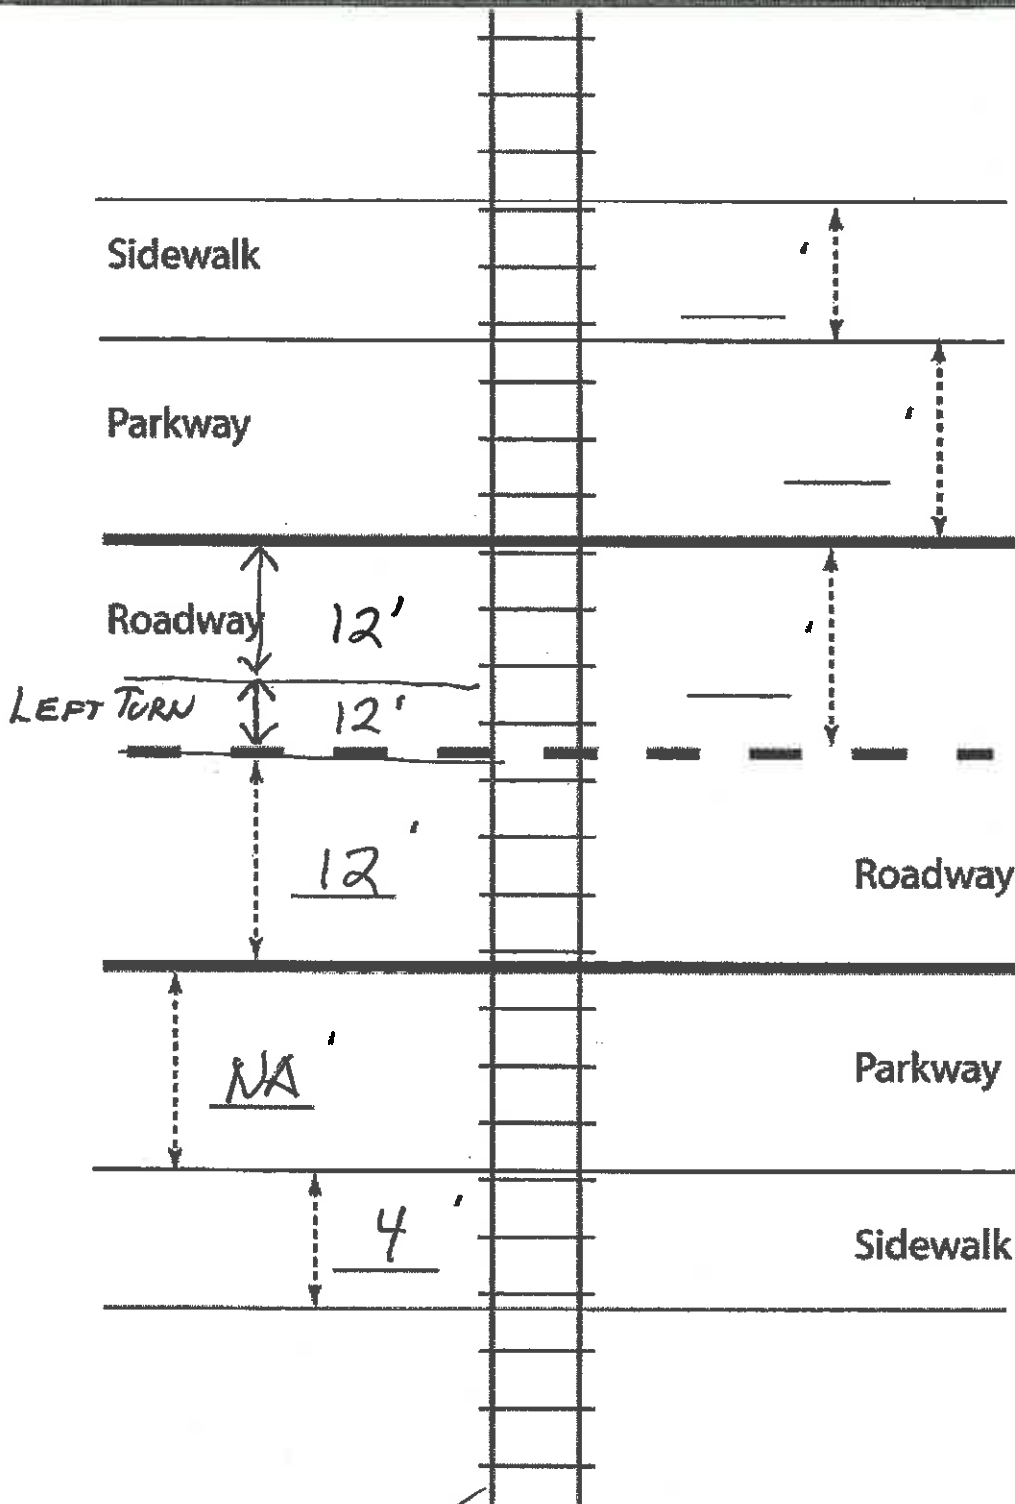 Sidewalk
'
Parkway
'
Roadway 12'
'
LEFT TURN 12'
12'
Roadway
NA'
Parkway
4'
Sidewalk